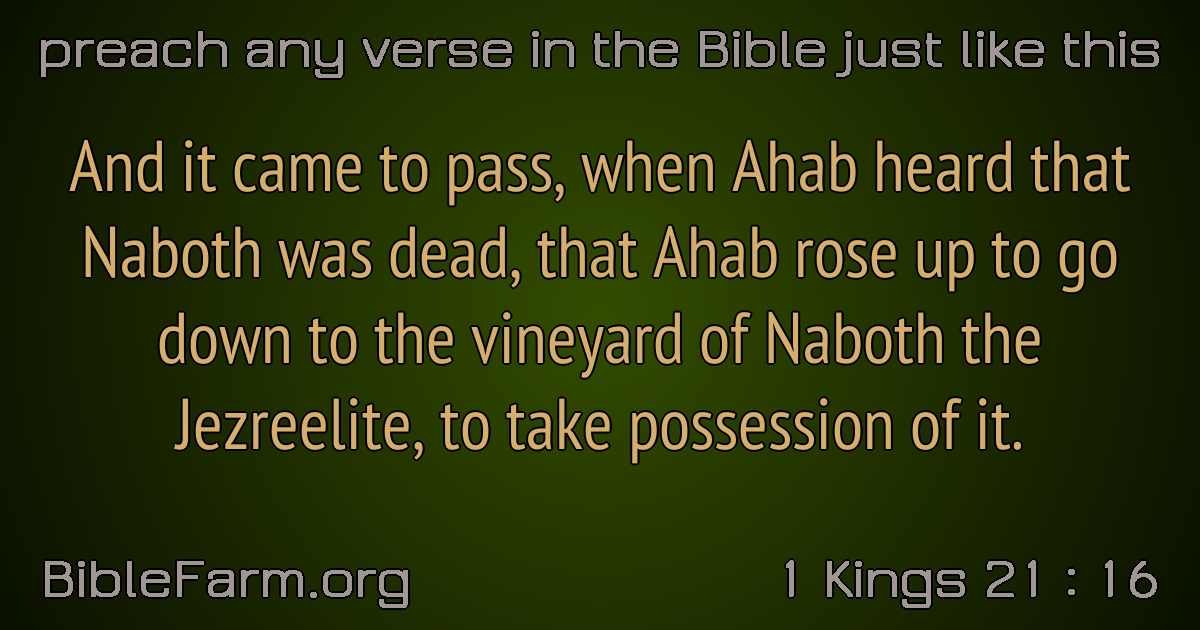 preach any verse in the Bible just like this
And it came to pass, when Ahab heard that
Naboth was dead, that Ahab rose up to go
down to the vineyard of Naboth the
Jezreelite, to take possession of it.
BibleFarm.org
1 Kings 21 : 16